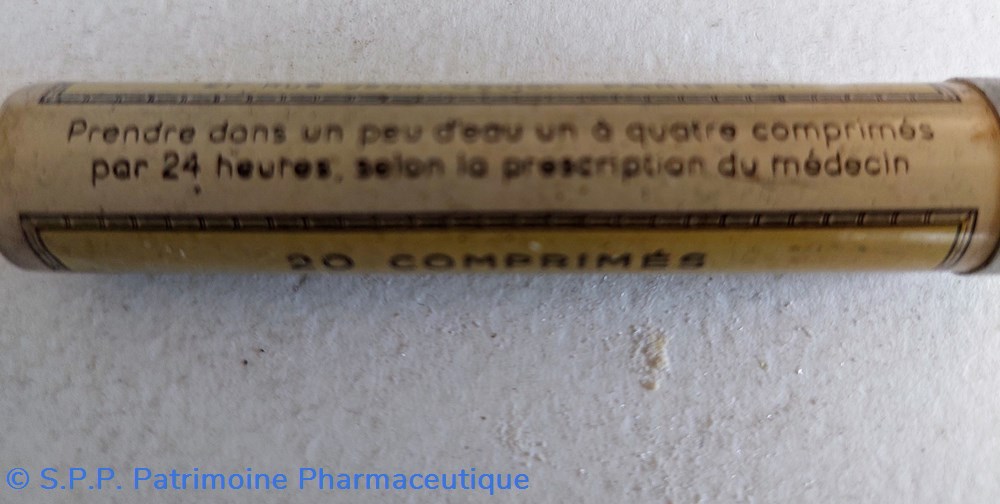 Prendre dans un peu d'eau un à quatre comprimés
par 24 heures, selon la prescription du médecin
20 COMPRIMÉS
© S.P.P. Patrimoine Pharmaceutique